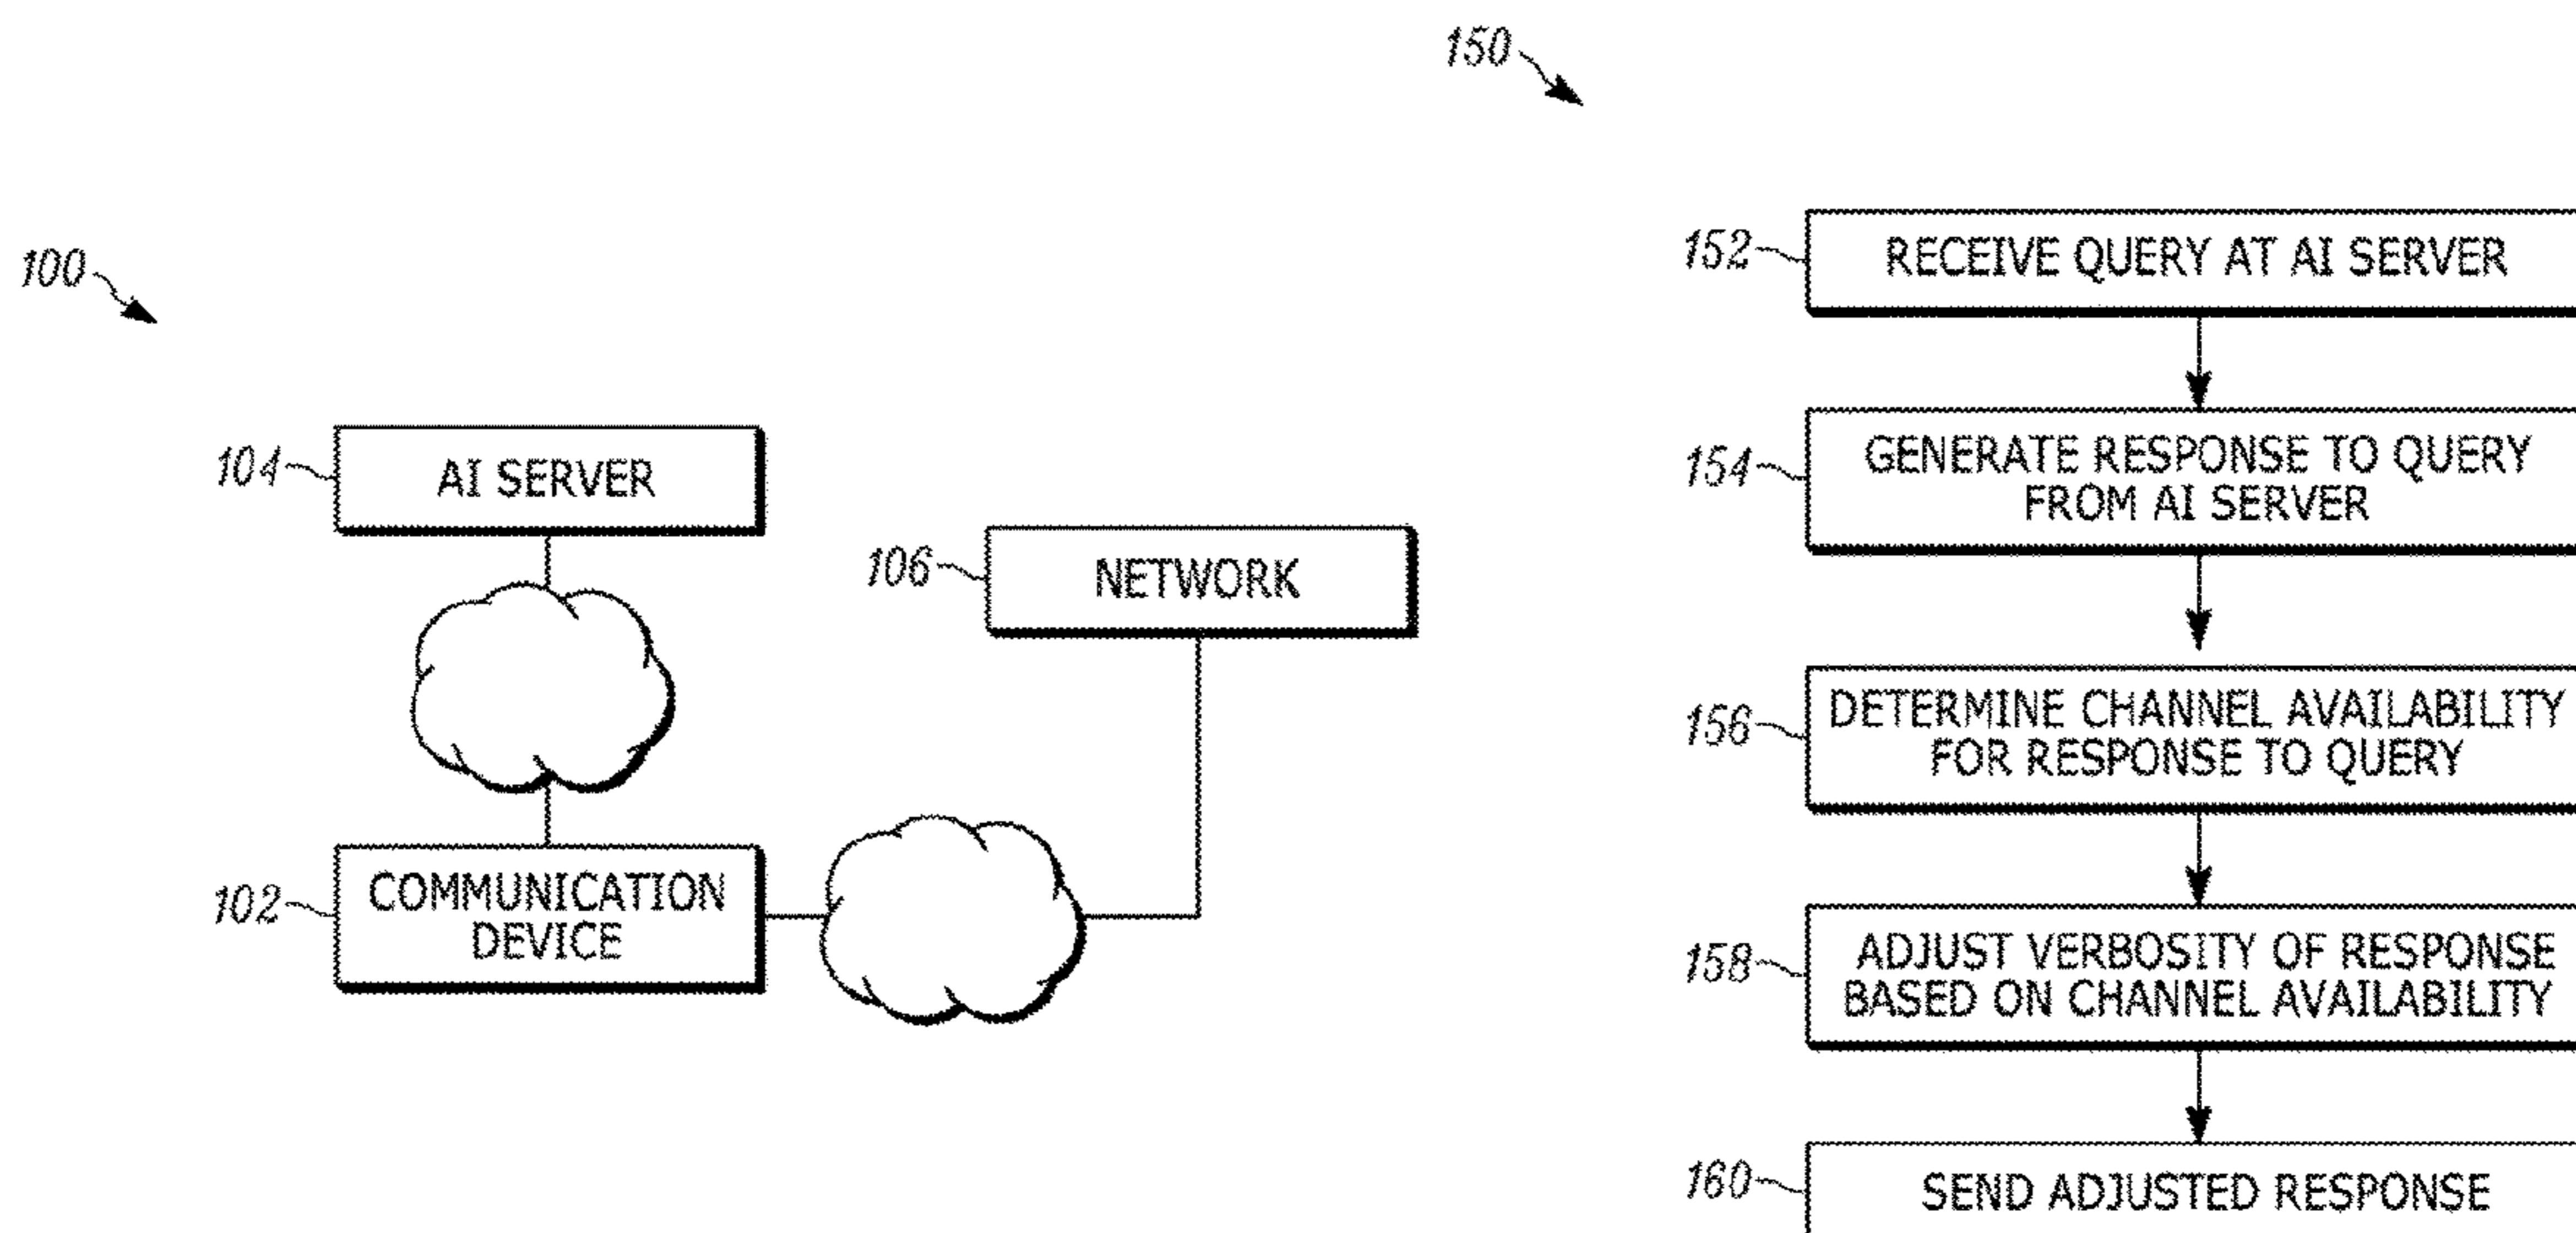 100
104
AI SERVER
106
NETWORK
102
COMMUNICATION
DEVICE
150
152
RECEIVE QUERY AT AI SERVER
154
GENERATE RESPONSE TO QUERY
FROM AI SERVER
156
DETERMINE CHANNEL AVAILABILITY
FOR RESPONSE TO QUERY
158
ADJUST VERBOSITY OF RESPONSE
BASED ON CHANNEL AVAILABILITY
160
SEND ADJUSTED RESPONSE